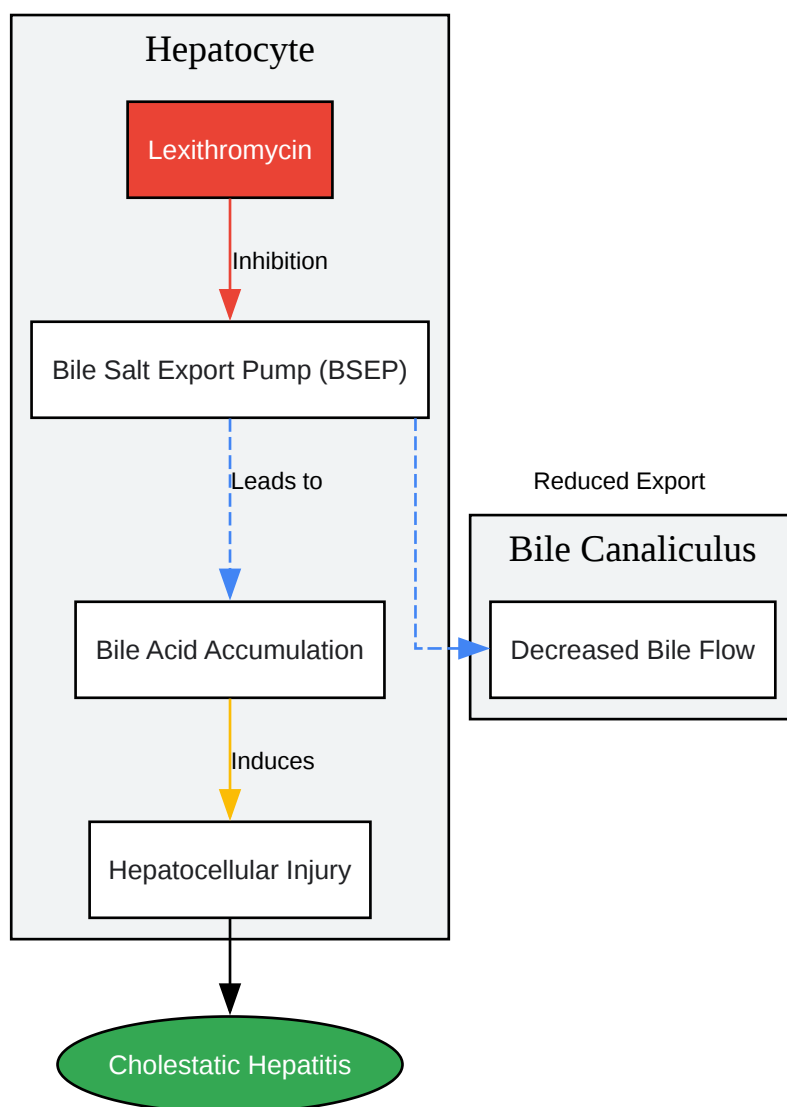 Hepatocyte
Lexithromycin
Inhibition
Bile Salt Export Pump (BSEP)
Leads to
Reduced Export
Bile Canaliculus
Bile Acid Accumulation
Decreased Bile Flow
Induces
Hepatocellular Injury
Cholestatic Hepatitis